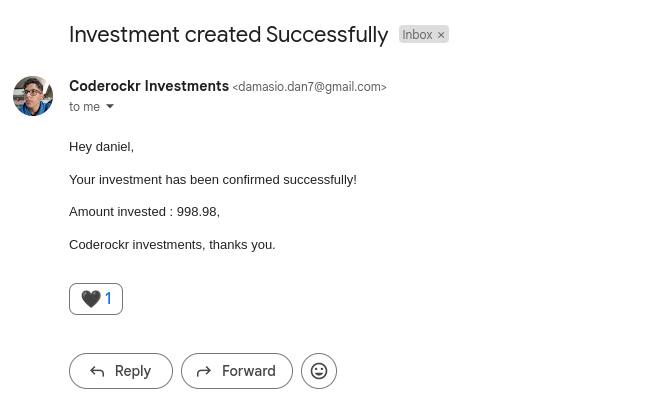 Investment created Successfully Inbox ×
Coderockr Investments <damasio.dan7@gmail.com>
to me
Hey daniel,
Your investment has been confirmed successfully!
Amount invested : 998.98,
Coderockr investments, thanks you.
🖤 1
Reply Forward